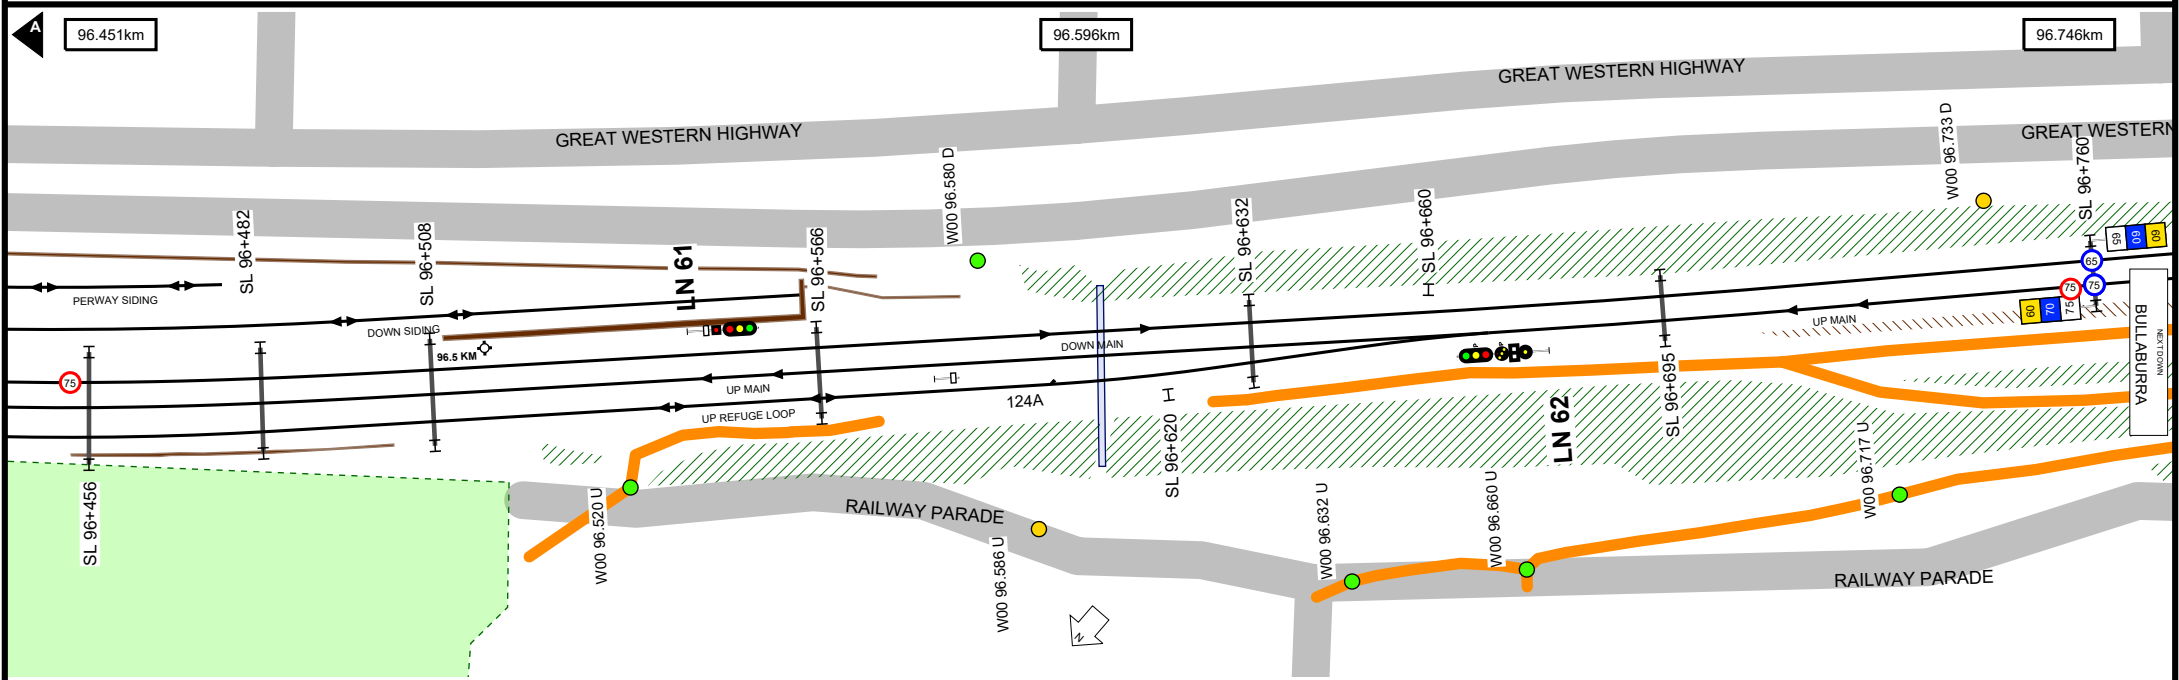 A
96.451km
96.596km
96.746km
GREAT WESTERN HIGHWAY
GREAT WESTERN HIGHWAY
GREAT WESTERN
W00 96.733 D
SL 96+760
W00 96.580 D
SL 96+482
SL 96+508
LN 61
SL 96+566
SL 96+632
SL 96+660
65
60
60
65
75
75
60
70
75
PERWAY SIDING
DOWN SIDING
96.5 KM
DOWN MAIN
UP MAIN
BULLABURRA
NEXT DOWN
75
UP MAIN
UP REFUGE LOOP
124A
SL 96+620
LN 62
SL 96+695
W00 96.717 U
SL 96+456
W00 96.520 U
RAILWAY PARADE
W00 96.586 U
W00 96.632 U
W00 96.660 U
RAILWAY PARADE
N